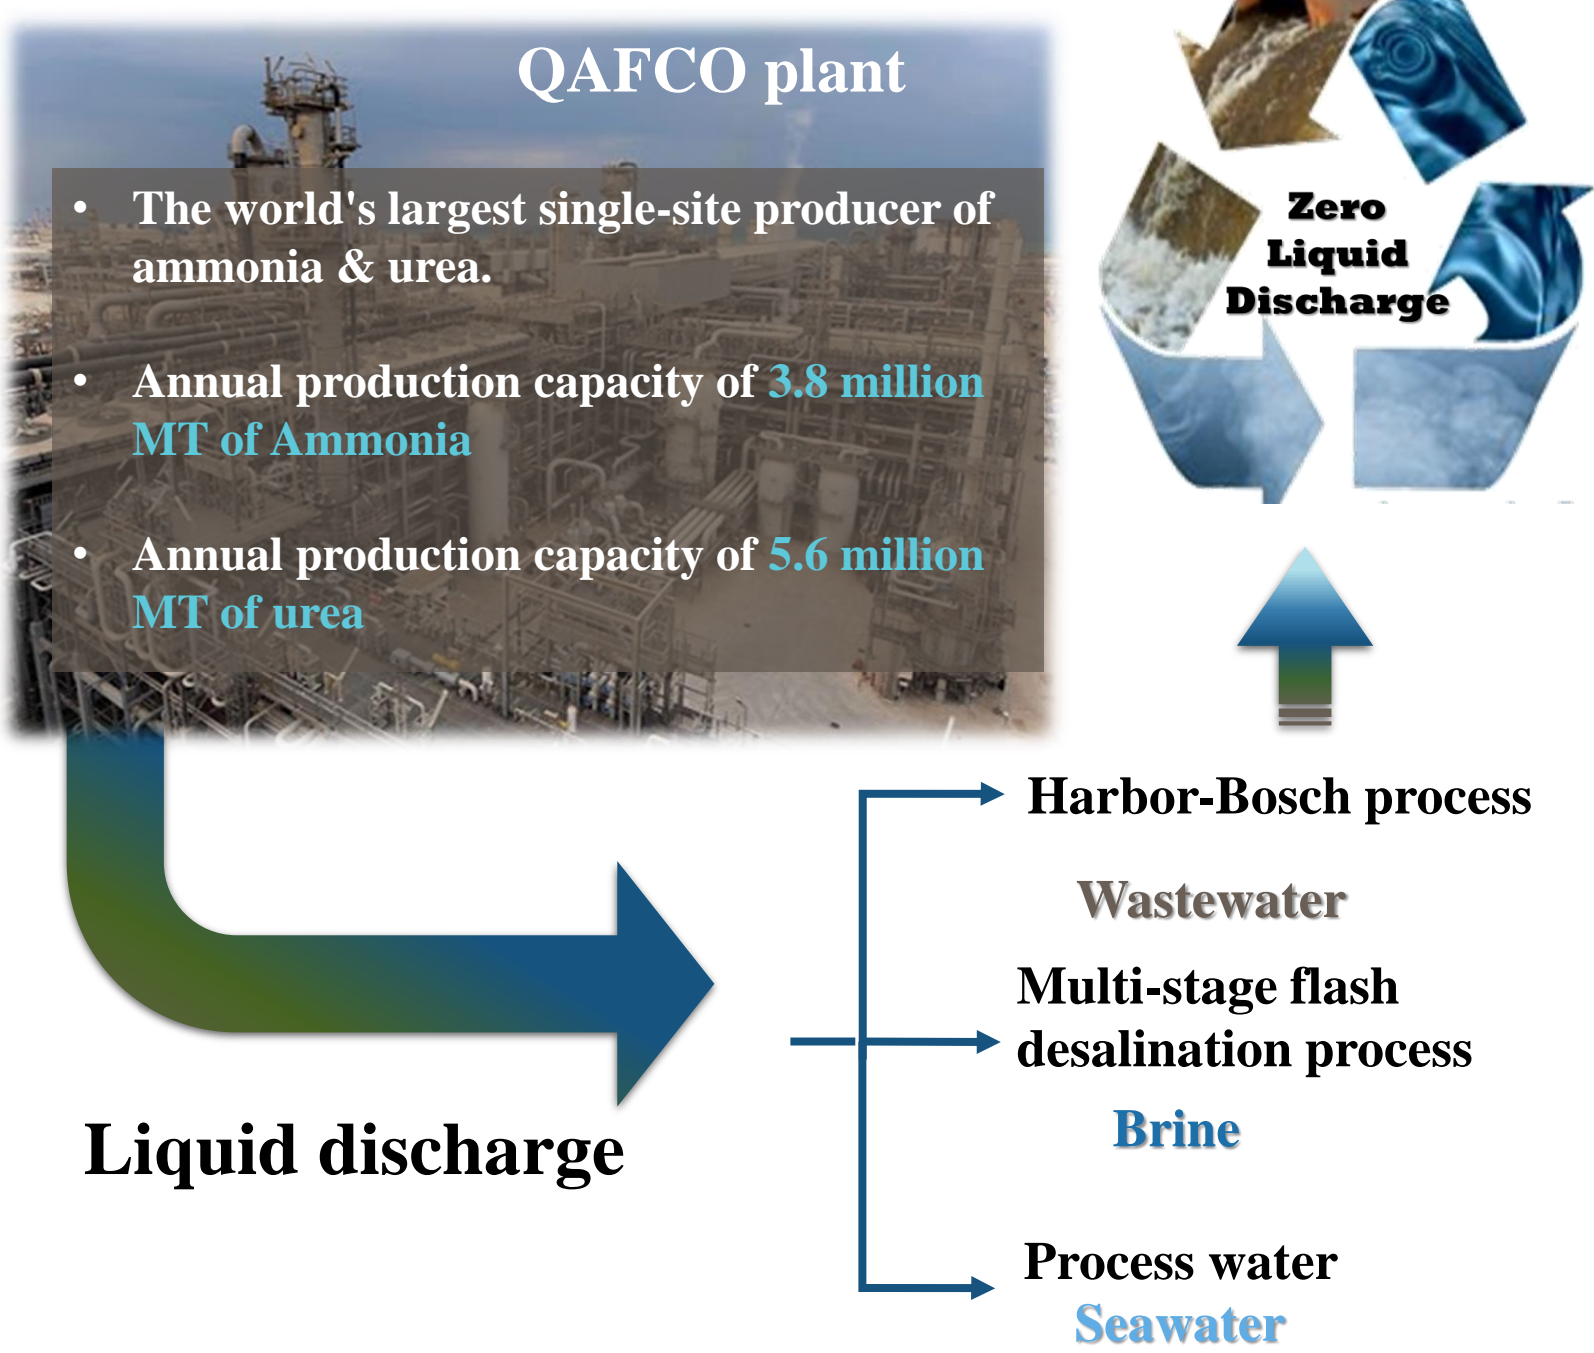 QAFCO plant
• The world's largest single-site producer of
ammonia & urea.
• Annual production capacity of 3.8 million
MT of Ammonia
• Annual production capacity of 5.6 million
MT of urea
Zero
Liquid
Discharge
Liquid discharge
Harbor-Bosch process
Wastewater
Multi-stage flash
desalination process
Brine
Process water
Seawater